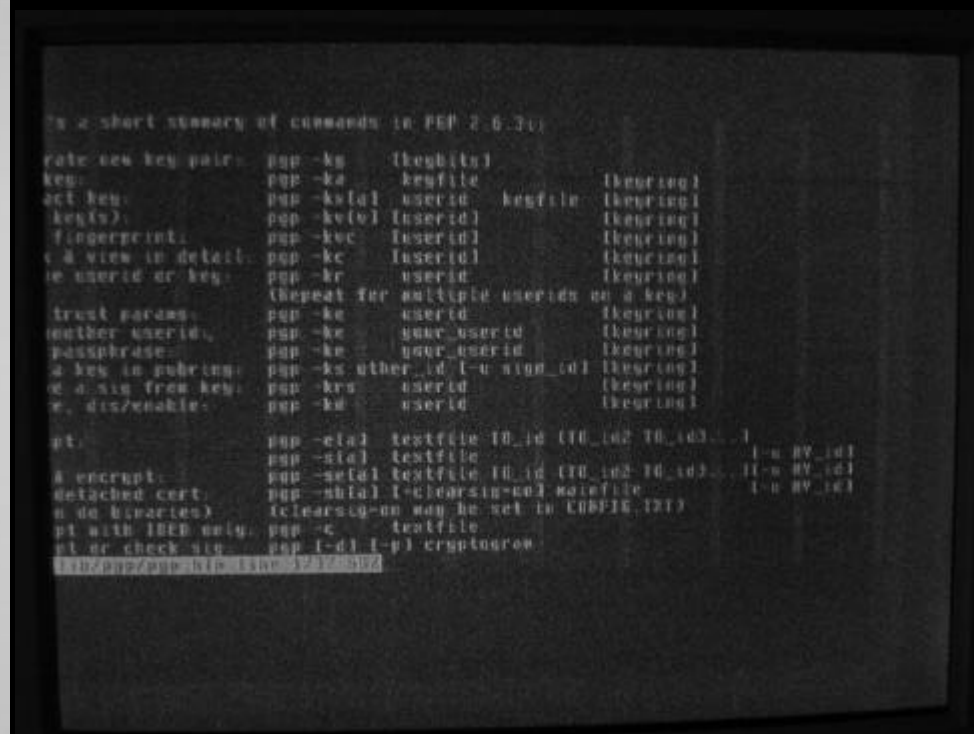 's a short summary of commands in PGP 2.6.3i:
rate new key pair: pgp -kg [keybits]
key: pgp -ka keyfile [keyring]
act key: pgp -kx[a] userid keyfile [keyring]
key(s): pgp -kv[v] [userid] [keyring]
fingerprint: pgp -kvc [userid] [keyring]
& view in detail: pgp -kc [userid] [keyring]
e userid or key: pgp -kr userid [keyring]
(Repeat for multiple userids on a key)
trust params: pgp -ke userid [keyring]
another userid, pgp -ke your_userid [keyring]
passphrase: pgp -ke your_userid [keyring]
a key in pubring: pgp -ks other_id [-u sign_id] [keyring]
e a sig from key: pgp -krs userid [keyring]
e, dis/enable: pgp -kd userid [keyring]
pt: pgp -e[a] textfile TO_id [TO_id2 TO_id3...]
pgp -s[a] textfile [-u MY_id]
& encrypt: pgp -se[a] textfile TO_id [TO_id2 TO_id3...][-u MY_id]
detached cert: pgp -sb[a] [+clearsig=on] mainfile [-u MY_id]
n do binaries) (clearsig=on may be set in CONFIG.TXT)
pt with IDEA only: pgp -c textfile
pt or check sig: pgp [-d] [-p] cryptogram
lib/pgp/pgp.hlp line